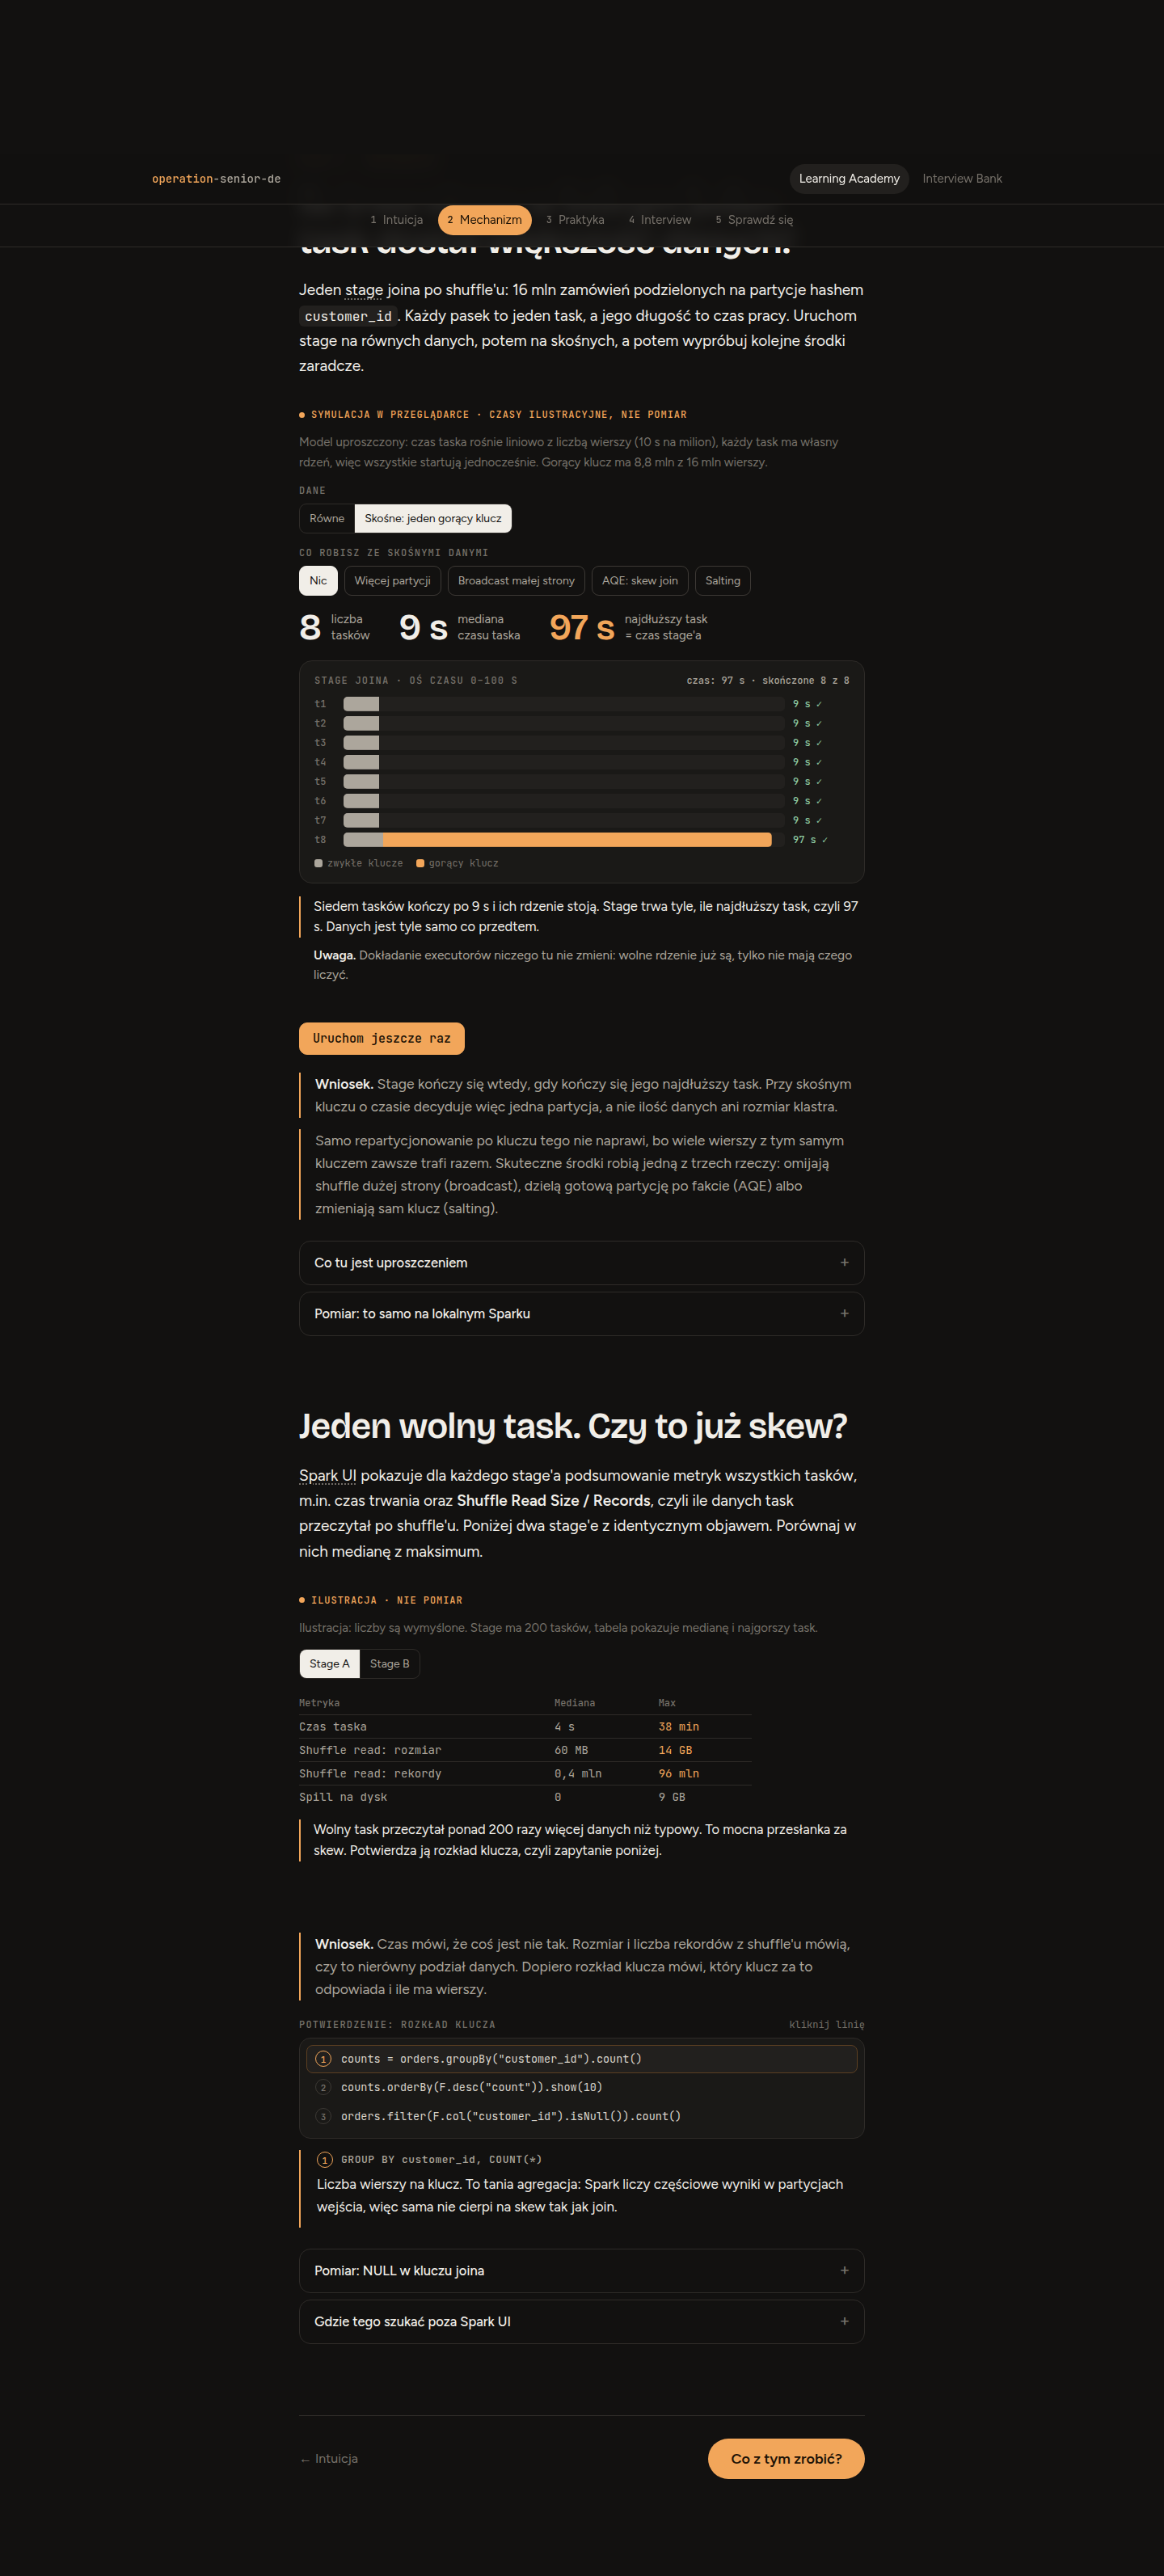 operation-senior-de
Learning Academy
Interview Bank
1 Intuicja
2 Mechanizm
3 Praktyka
4 Interview
5 Sprawdź się
task dostał większość danych.
Jeden stage joina po shuffle'u: 16 mln zamówień podzielonych na partycje hashem
customer_id. Każdy pasek to jeden task, a jego długość to czas pracy. Uruchom
stage na równych danych, potem na skośnych, a potem wypróbuj kolejne środki
zaradcze.
SYMULACJA W PRZEGLĄDARCE · CZASY ILUSTRACYJNE, NIE POMIAR
Model uproszczony: czas taska rośnie liniowo z liczbą wierszy (10 s na milion), każdy task ma własny
rdzeń, więc wszystkie startują jednocześnie. Gorący klucz ma 8,8 mln z 16 mln wierszy.
DANE
Równe
Skośne: jeden gorący klucz
CO ROBISZ ZE SKOŚNYMI DANYMI
Nic
Więcej partycji
Broadcast małej strony
AQE: skew join
Salting
8 liczba tasków
9 s mediana czasu taska
97 s najdłuższy task = czas stage'a
STAGE JOINA · OŚ CZASU 0–100 S
czas: 97 s · skończone 8 z 8
t1 9 s ✓
t2 9 s ✓
t3 9 s ✓
t4 9 s ✓
t5 9 s ✓
t6 9 s ✓
t7 9 s ✓
t8 97 s ✓
zwykłe klucze
gorący klucz
Siedem tasków kończy po 9 s i ich rdzenie stoją. Stage trwa tyle, ile najdłuższy task, czyli 97
s. Danych jest tyle samo co przedtem.
Uwaga. Dokładanie executorów niczego tu nie zmieni: wolne rdzenie już są, tylko nie mają czego
liczyć.
Uruchom jeszcze raz
Wniosek. Stage kończy się wtedy, gdy kończy się jego najdłuższy task. Przy skośnym
kluczu o czasie decyduje więc jedna partycja, a nie ilość danych ani rozmiar klastra.
Samo repartycjonowanie po kluczu tego nie naprawi, bo wiele wierszy z tym samym
kluczem zawsze trafi razem. Skuteczne środki robią jedną z trzech rzeczy: omijają
shuffle dużej strony (broadcast), dzielą gotową partycję po fakcie (AQE) albo
zmieniają sam klucz (salting).
Co tu jest uproszczeniem +
Pomiar: to samo na lokalnym Sparku +
Jeden wolny task. Czy to już skew?
Spark UI pokazuje dla każdego stage'a podsumowanie metryk wszystkich tasków,
m.in. czas trwania oraz Shuffle Read Size / Records, czyli ile danych task
przeczytał po shuffle'u. Poniżej dwa stage'e z identycznym objawem. Porównaj w
nich medianę z maksimum.
ILUSTRACJA · NIE POMIAR
Ilustracja: liczby są wymyślone. Stage ma 200 tasków, tabela pokazuje medianę i najgorszy task.
Stage A
Stage B
Metryka Mediana Max
Czas taska 4 s 38 min
Shuffle read: rozmiar 60 MB 14 GB
Shuffle read: rekordy 0,4 mln 96 mln
Spill na dysk 0 9 GB
Wolny task przeczytał ponad 200 razy więcej danych niż typowy. To mocna przesłanka za
skew. Potwierdza ją rozkład klucza, czyli zapytanie poniżej.
Wniosek. Czas mówi, że coś jest nie tak. Rozmiar i liczba rekordów z shuffle'u mówią,
czy to nierówny podział danych. Dopiero rozkład klucza mówi, który klucz za to
odpowiada i ile ma wierszy.
POTWIERDZENIE: ROZKŁAD KLUCZA
kliknij linię
1 counts = orders.groupBy("customer_id").count()
2 counts.orderBy(F.desc("count")).show(10)
3 orders.filter(F.col("customer_id").isNull()).count()
1 GROUP BY customer_id, COUNT(*)
Liczba wierszy na klucz. To tania agregacja: Spark liczy częściowe wyniki w partycjach
wejścia, więc sama nie cierpi na skew tak jak join.
Pomiar: NULL w kluczu joina +
Gdzie tego szukać poza Spark UI +
← Intuicja
Co z tym zrobić?